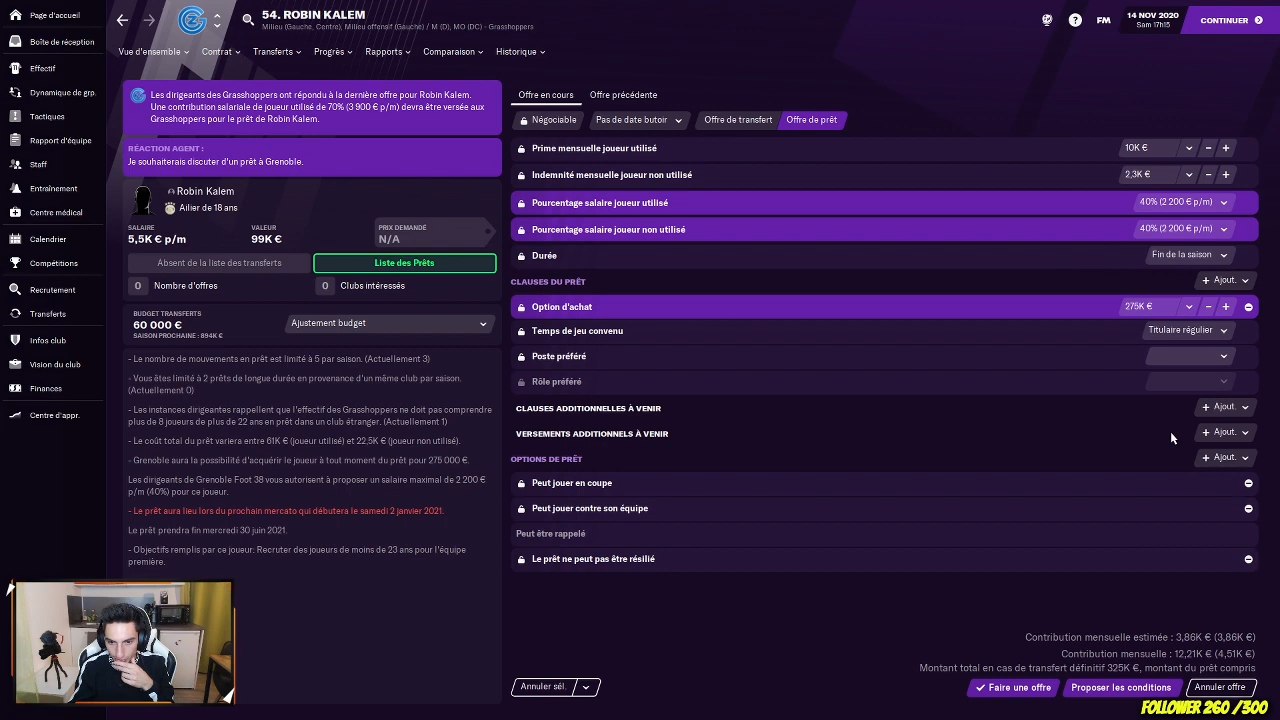 Page d'accueil
Boîte de réception
Effectif
Dynamique de grp.
Tactiques
Rapport d'équipe
Staff
Entraînement
Centre médical
Calendrier
Compétitions
Recrutement
Transferts
Infos club
Vision du club
Finances
Centre d'appr.
54. ROBIN KALEM
Milieu (Gauche, Centre), Milieu offensif (Gauche) / M (D), MO (DC) - Grasshoppers
FM
14 NOV 2020
Sam 17h15
CONTINUER
Vue d'ensemble
Contrat
Transferts
Progrès
Rapports
Comparaison
Historique
Les dirigeants des Grasshoppers ont répondu à la dernière offre pour Robin Kalem.
Une contribution salariale de joueur utilisé de 70% (3 900 € p/m) devra être versée aux
Grasshoppers pour le prêt de Robin Kalem.
RÉACTION AGENT :
Je souhaiterais discuter d'un prêt à Grenoble.
Robin Kalem
Ailier de 18 ans
SALAIRE
5,5K € p/m
VALEUR
99K €
PRIX DEMANDÉ
N/A
Absent de la liste des transferts
Liste des Prêts
0 Nombre d'offres
0 Clubs intéressés
BUDGET TRANSFERTS
60 000 €
SAISON PROCHAINE : 894K €
Ajustement budget
- Le nombre de mouvements en prêt est limité à 5 par saison. (Actuellement 3)
- Vous êtes limité à 2 prêts de longue durée en provenance d'un même club par saison.
(Actuellement 0)
- Les instances dirigeantes rappellent que l'effectif des Grasshoppers ne doit pas comprendre
plus de 8 joueurs de plus de 22 ans en prêt dans un club étranger. (Actuellement 1)
- Le coût total du prêt variera entre 61K € (joueur utilisé) et 22,5K € (joueur non utilisé).
- Grenoble aura la possibilité d'acquérir le joueur à tout moment du prêt pour 275 000 €.
Les dirigeants de Grenoble Foot 38 vous autorisent à proposer un salaire maximal de 2 200 €
p/m (40%) pour ce joueur.
- Le prêt aura lieu lors du prochain mercato qui débutera le samedi 2 janvier 2021.
Le prêt prendra fin mercredi 30 juin 2021.
- Objectifs remplis par ce joueur: Recruter des joueurs de moins de 23 ans pour l'équipe
première.
Offre en cours
Offre précédente
Négociable
Pas de date butoir
Offre de transfert
Offre de prêt
Prime mensuelle joueur utilisé
10K €
Indemnité mensuelle joueur non utilisé
2,3K €
Pourcentage salaire joueur utilisé
40% (2 200 € p/m)
Pourcentage salaire joueur non utilisé
40% (2 200 € p/m)
Durée
Fin de la saison
CLAUSES DU PRÊT
Ajout.
Option d'achat
275K €
Temps de jeu convenu
Titulaire régulier
Poste préféré
Rôle préféré
CLAUSES ADDITIONNELLES À VENIR
Ajout.
VERSEMENTS ADDITIONNELS À VENIR
Ajout.
OPTIONS DE PRÊT
Ajout.
Peut jouer en coupe
Peut jouer contre son équipe
Peut être rappelé
Le prêt ne peut pas être résilié
Contribution mensuelle estimée : 3,86K € (3,86K €)
Contribution mensuelle : 12,21K € (4,51K €)
Montant total en cas de transfert définitif 325K €, montant du prêt compris
Annuler sél.
Faire une offre
Proposer les conditions
Annuler offre
FOLLOWER 260 /300